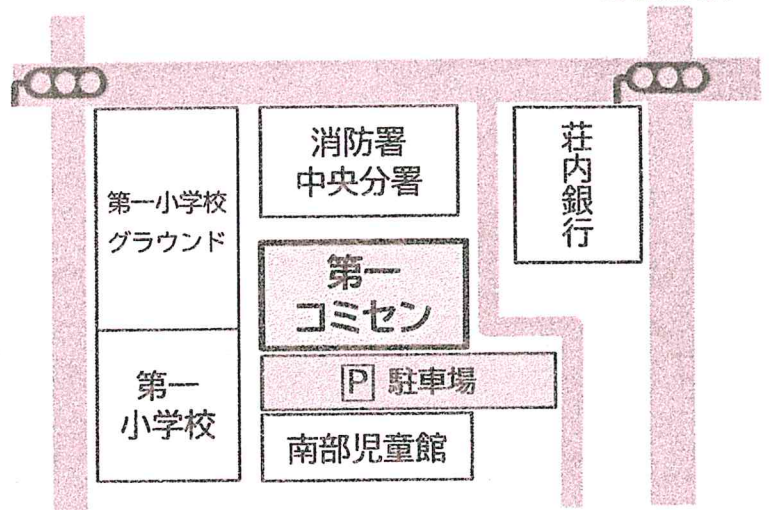 第一小学校
グラウンド
消防署
中央分署
荘内銀行
第一
コミセン
P 駐車場
第一
小学校
南部児童館